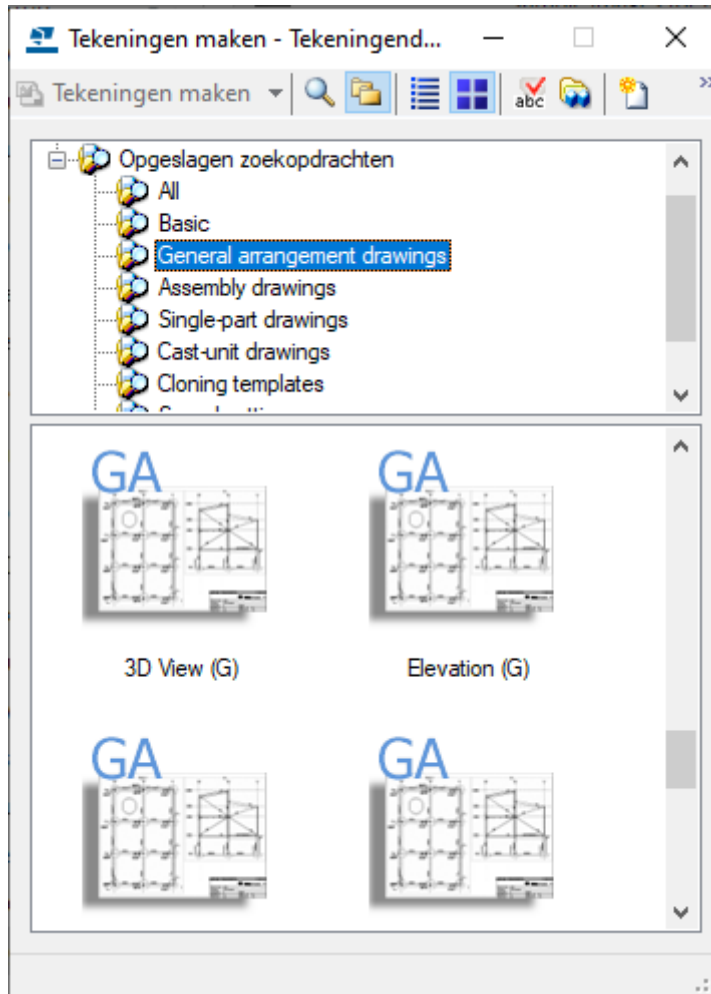 Tekeningen maken - Tekeningend...
Tekeningen maken
abc
Opgeslagen zoekopdrachten
All
Basic
General arrangement drawings
Assembly drawings
Single-part drawings
Cast-unit drawings
Cloning templates
GA GA
3D View (G) Elevation (G)
GA GA